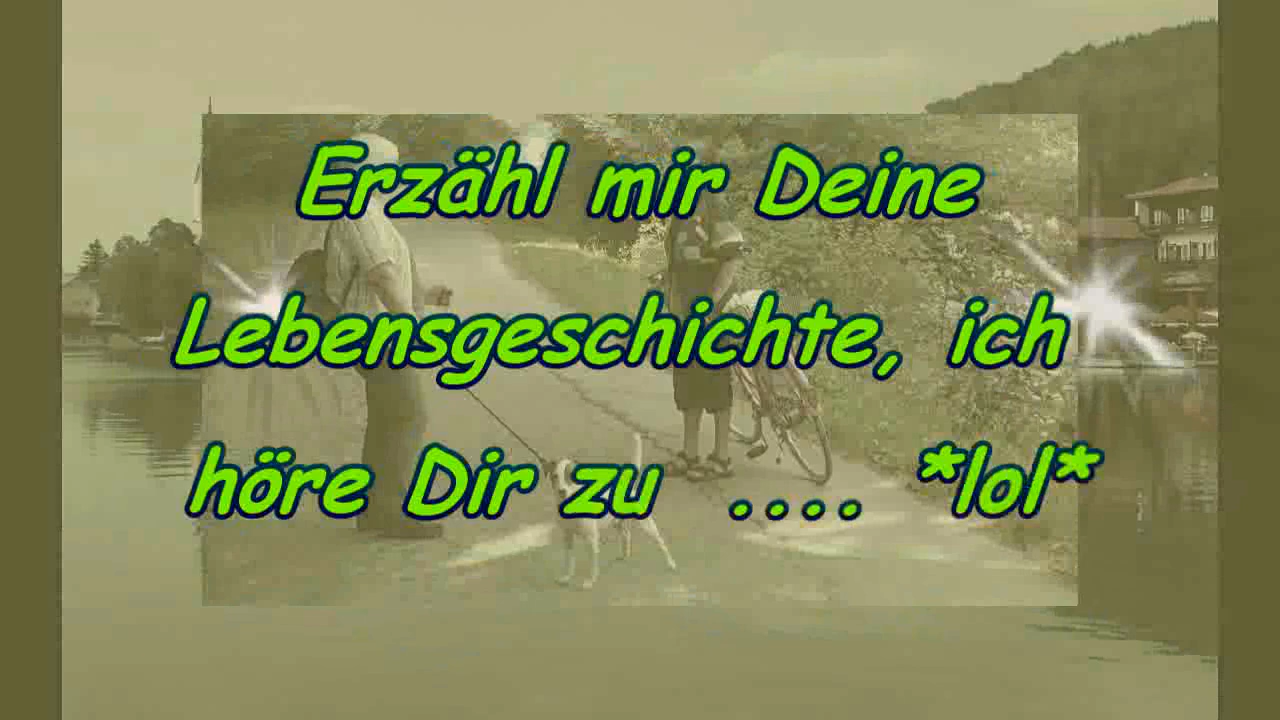 Erzähl mir Deine
Lebensgeschichte, ich
höre Dir zu .... *lol*